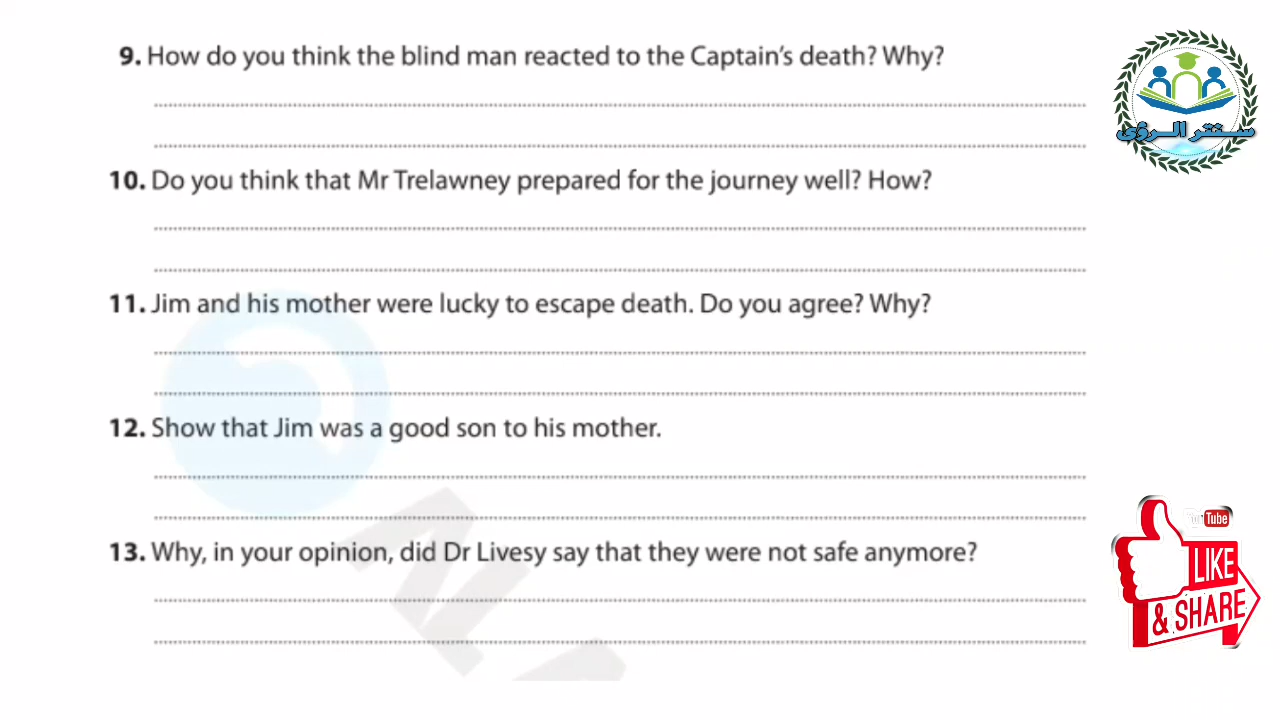 9. How do you think the blind man reacted to the Captain's death? Why?
سنتر الرؤى
10. Do you think that Mr Trelawney prepared for the journey well? How?
11. Jim and his mother were lucky to escape death. Do you agree? Why?
12. Show that Jim was a good son to his mother.
13. Why, in your opinion, did Dr Livesy say that they were not safe anymore?
YouTube
LIKE
& SHARE